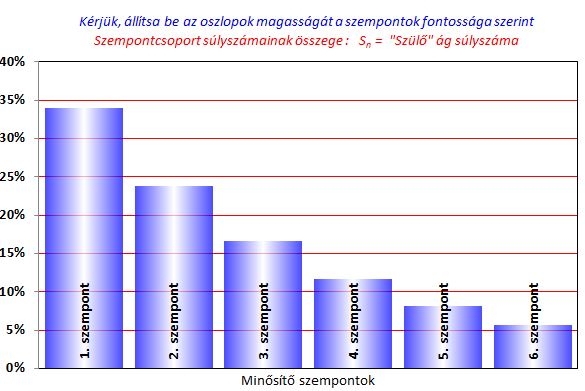 Kérjük, állítsa be az oszlopok magasságát a szempontok fontossága szerint
Szempontcsoport súlyszámainak összege : Sn = "Szülő" ág súlyszáma
40%
35%
30%
25%
20%
15%
10%
5%
0%
1. szempont
2. szempont
3. szempont
4. szempont
5. szempont
6. szempont
Minősítő szempontok